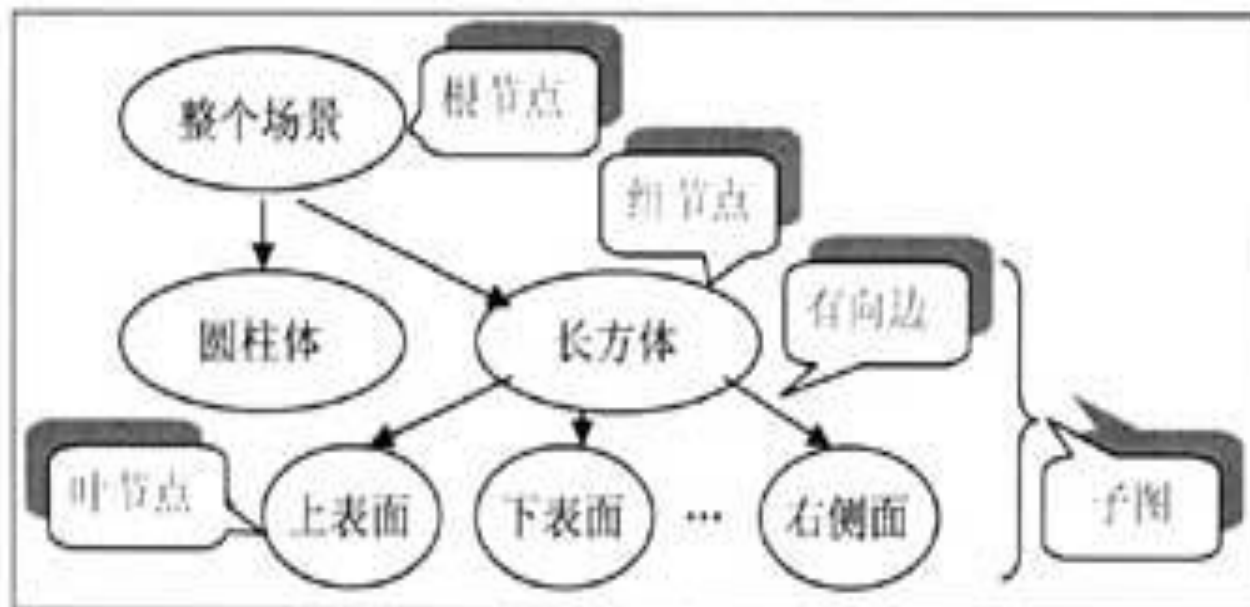 整个场景
根节点
组节点
圆柱体
长方体
有向边
叶节点
上表面
下表面
…
右侧面
子图